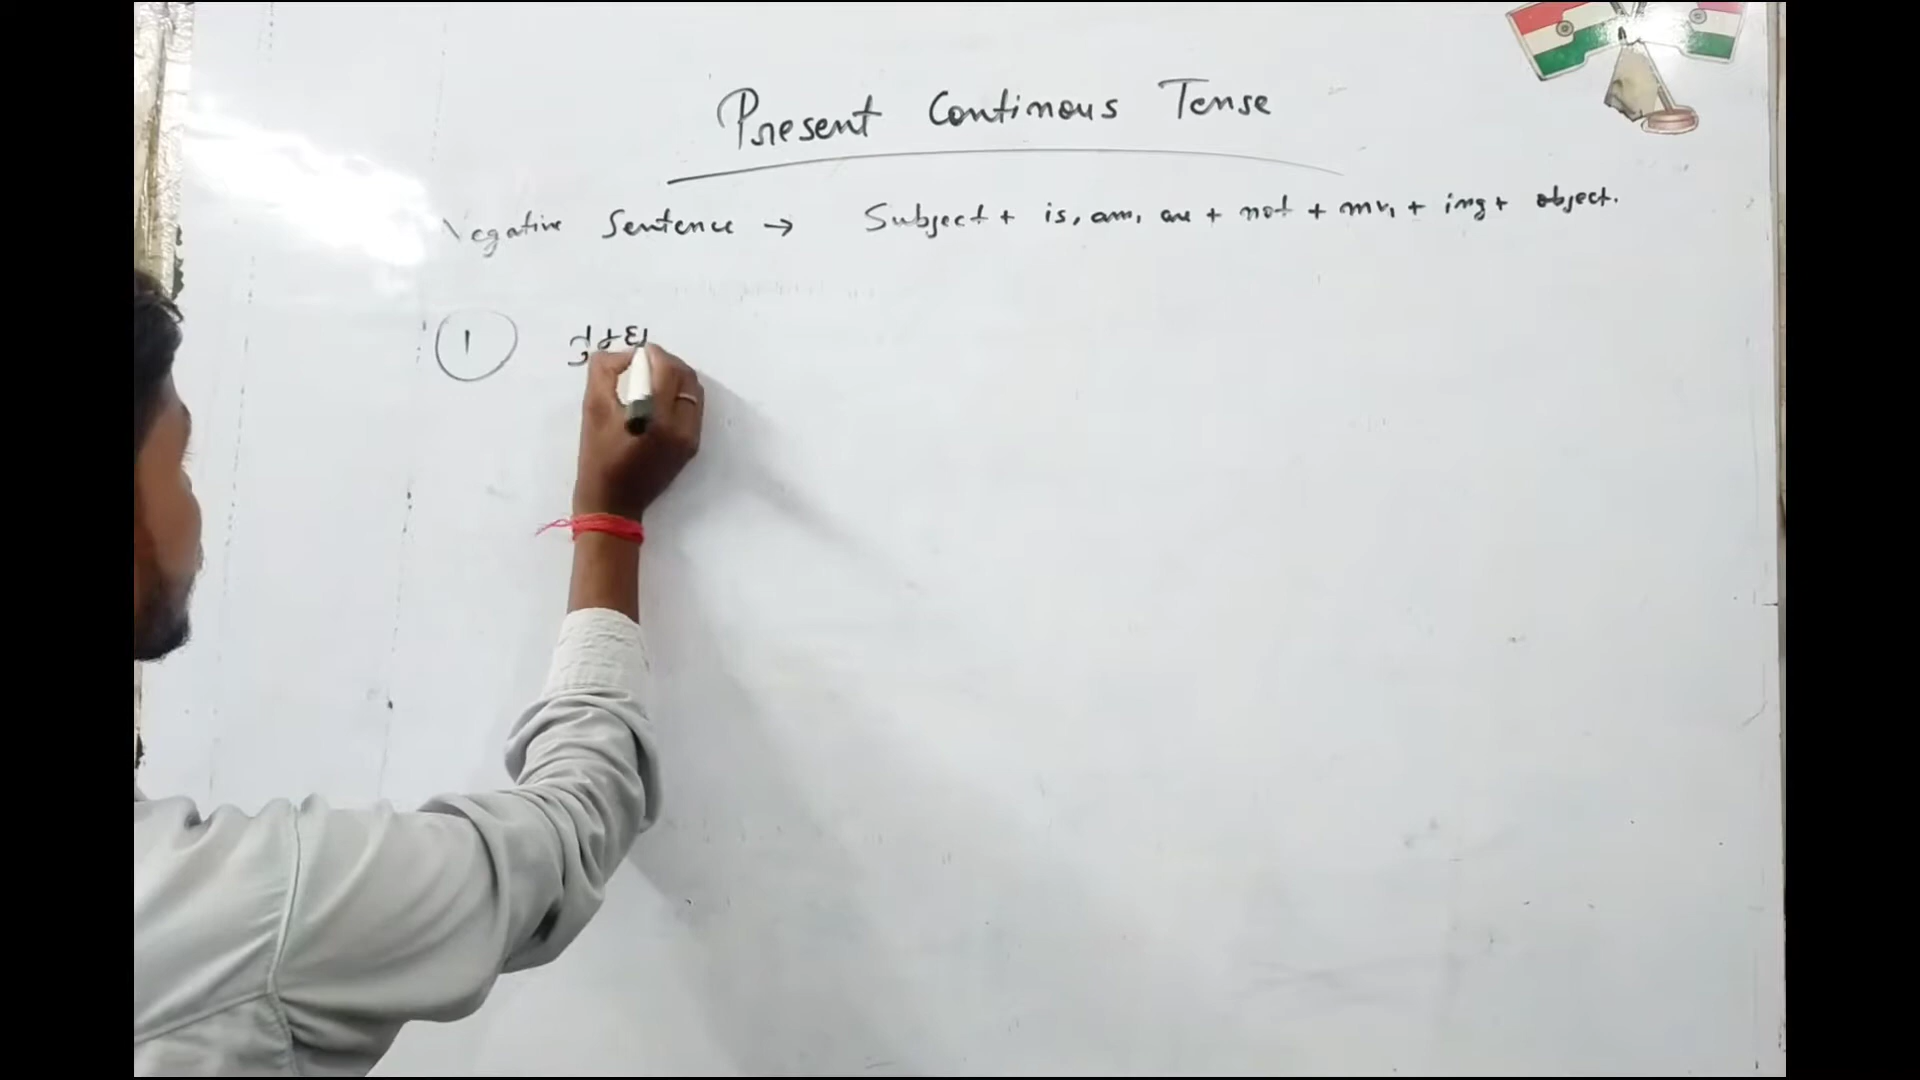 Present Continous Tense
Negative Sentence → Subject + is, am, are + not + mv₁ + ing + object.
①